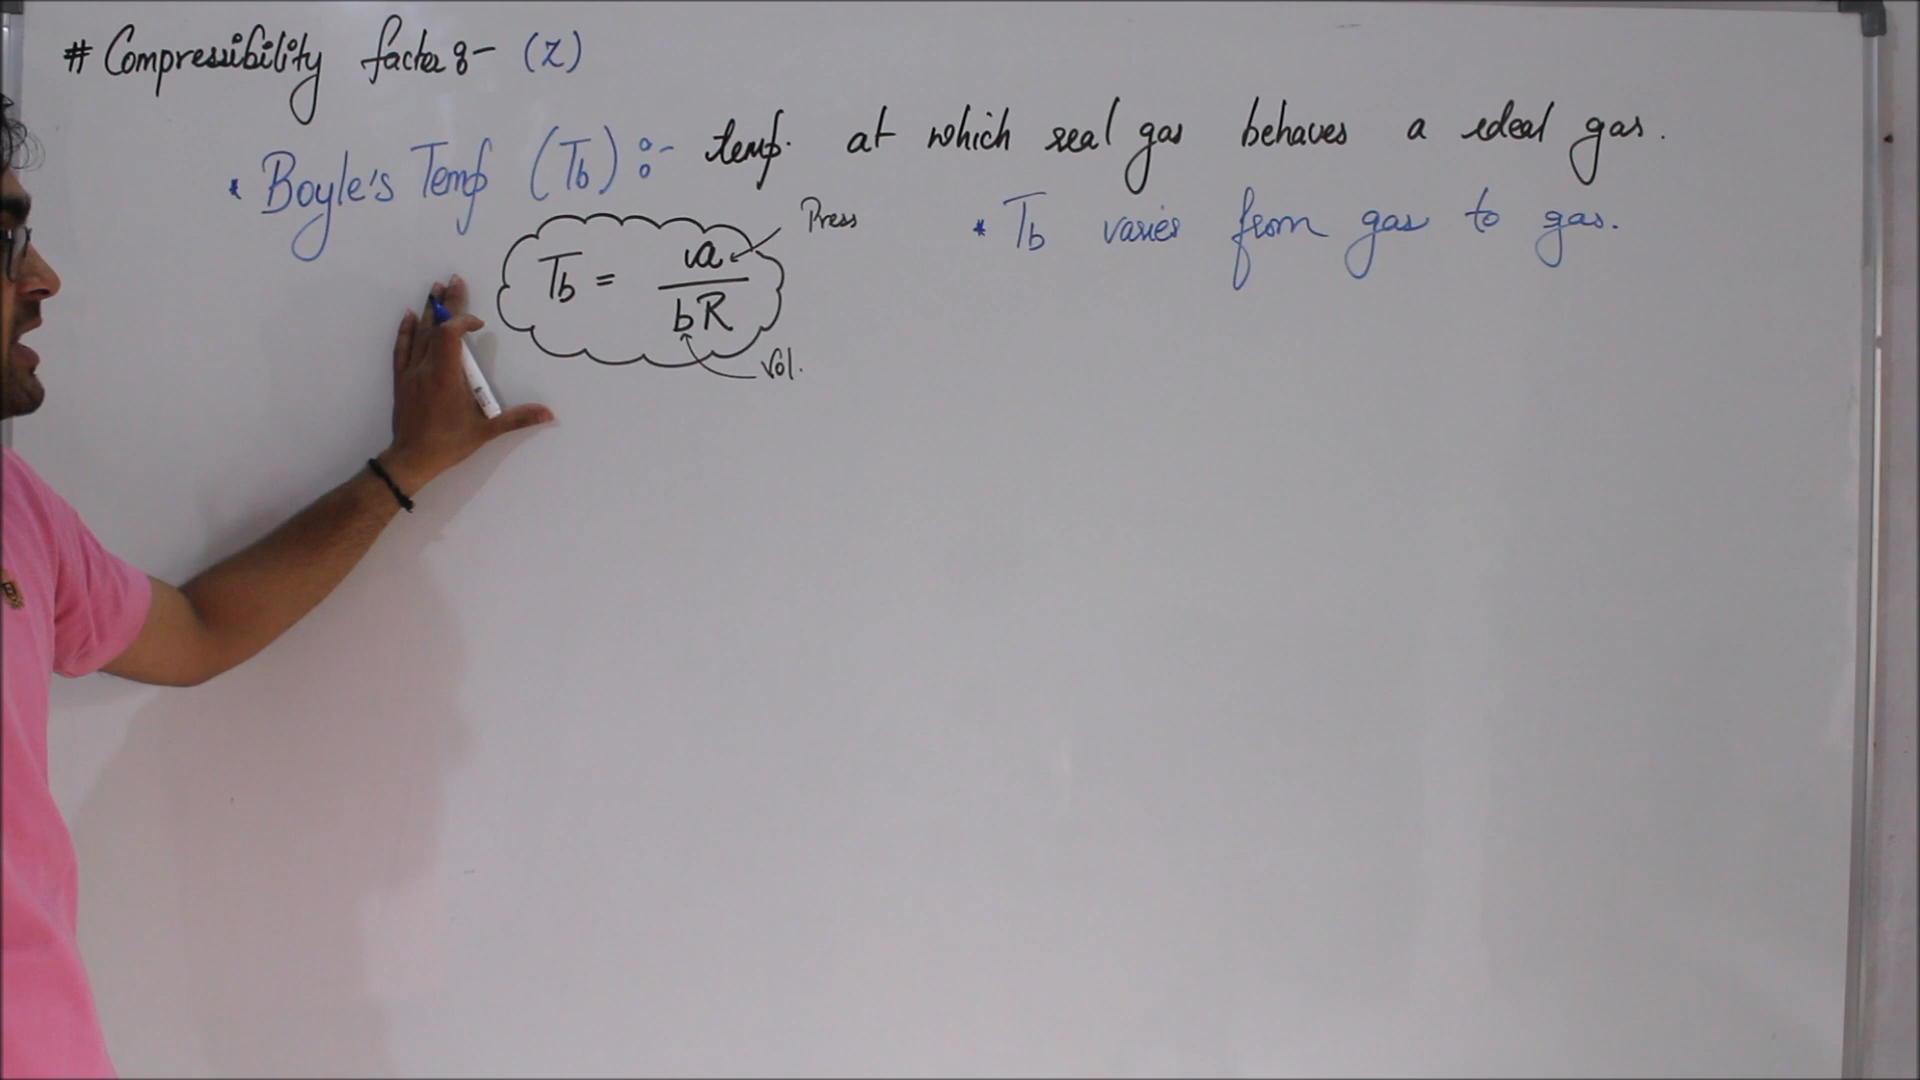 # Compressibility factor :- (Z)
* Boyle's Temp (Tb) :- temp. at which real gas behaves a ideal gas.
Press
* Tb varies from gas to gas.
Tb = a / bR
Vol.